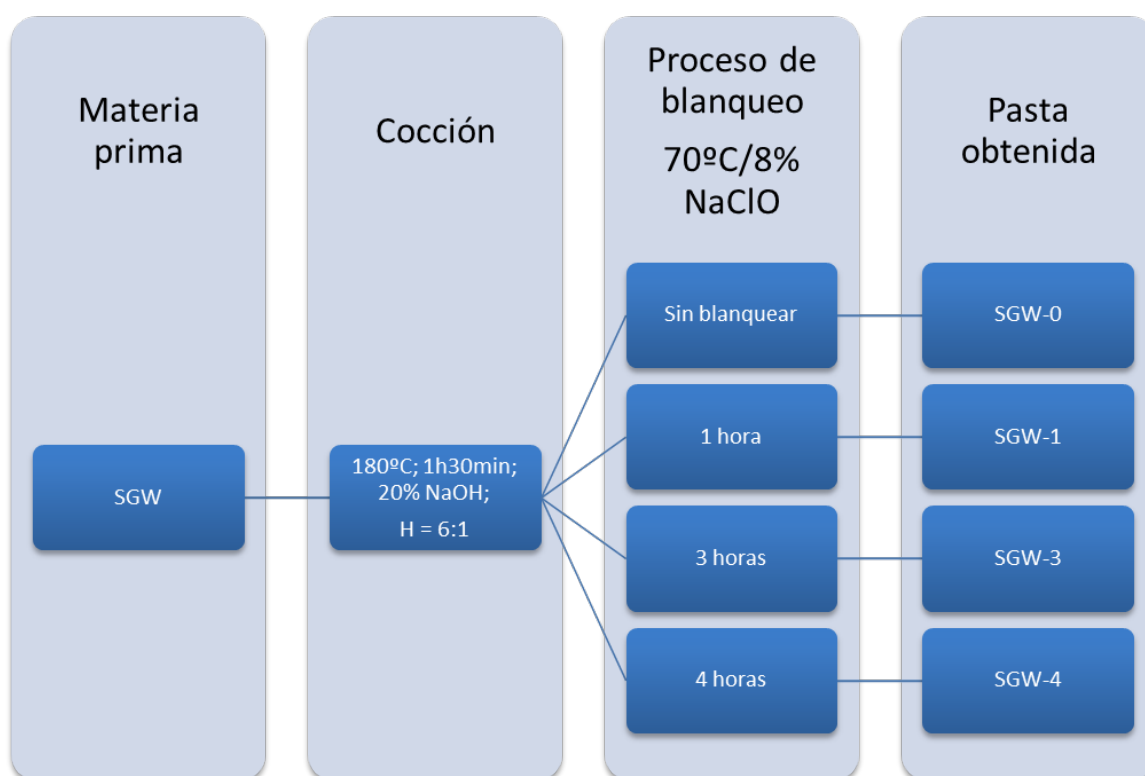 Materia
prima
Cocción
Proceso de
blanqueo
70ºC/8%
NaClO
Pasta
obtenida
SGW
180ºC; 1h30min;
20% NaOH;
H = 6:1
Sin blanquear
1 hora
3 horas
4 horas
SGW-0
SGW-1
SGW-3
SGW-4